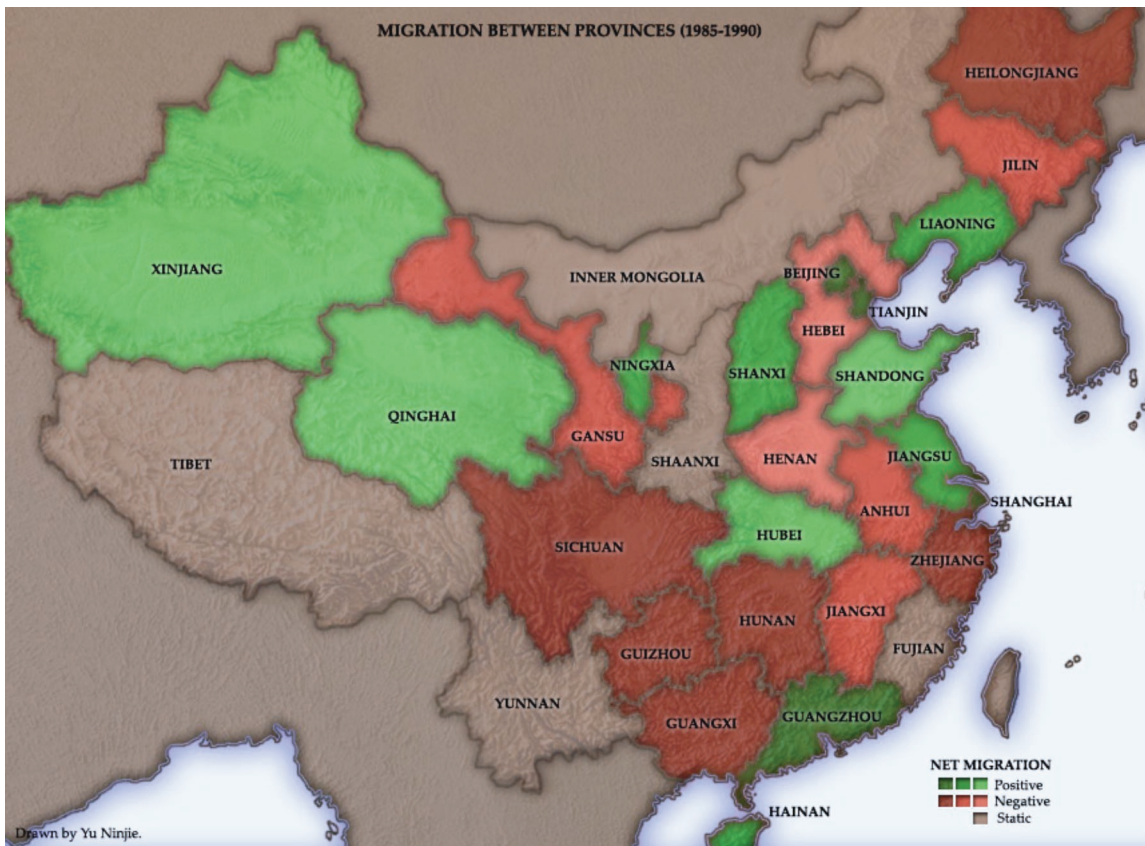 MIGRATION BETWEEN PROVINCES (1985-1990)
HEILONGJIANG
JILIN
LIAONING
XINJIANG
INNER MONGOLIA
BEIJING
TIANJIN
HEBEI
NINGXIA
SHANXI
SHANDONG
QINGHAI
GANSU
SHAANXI
HENAN
JIANGSU
TIBET
SHANGHAI
ANHUI
HUBEI
SICHUAN
ZHEJIANG
JIANGXI
HUNAN
FUJIAN
GUIZHOU
YUNNAN
GUANGXI
GUANGZHOU
HAINAN
NET MIGRATION
Positive
Negative
Static
Drawn by Yu Ninjie.